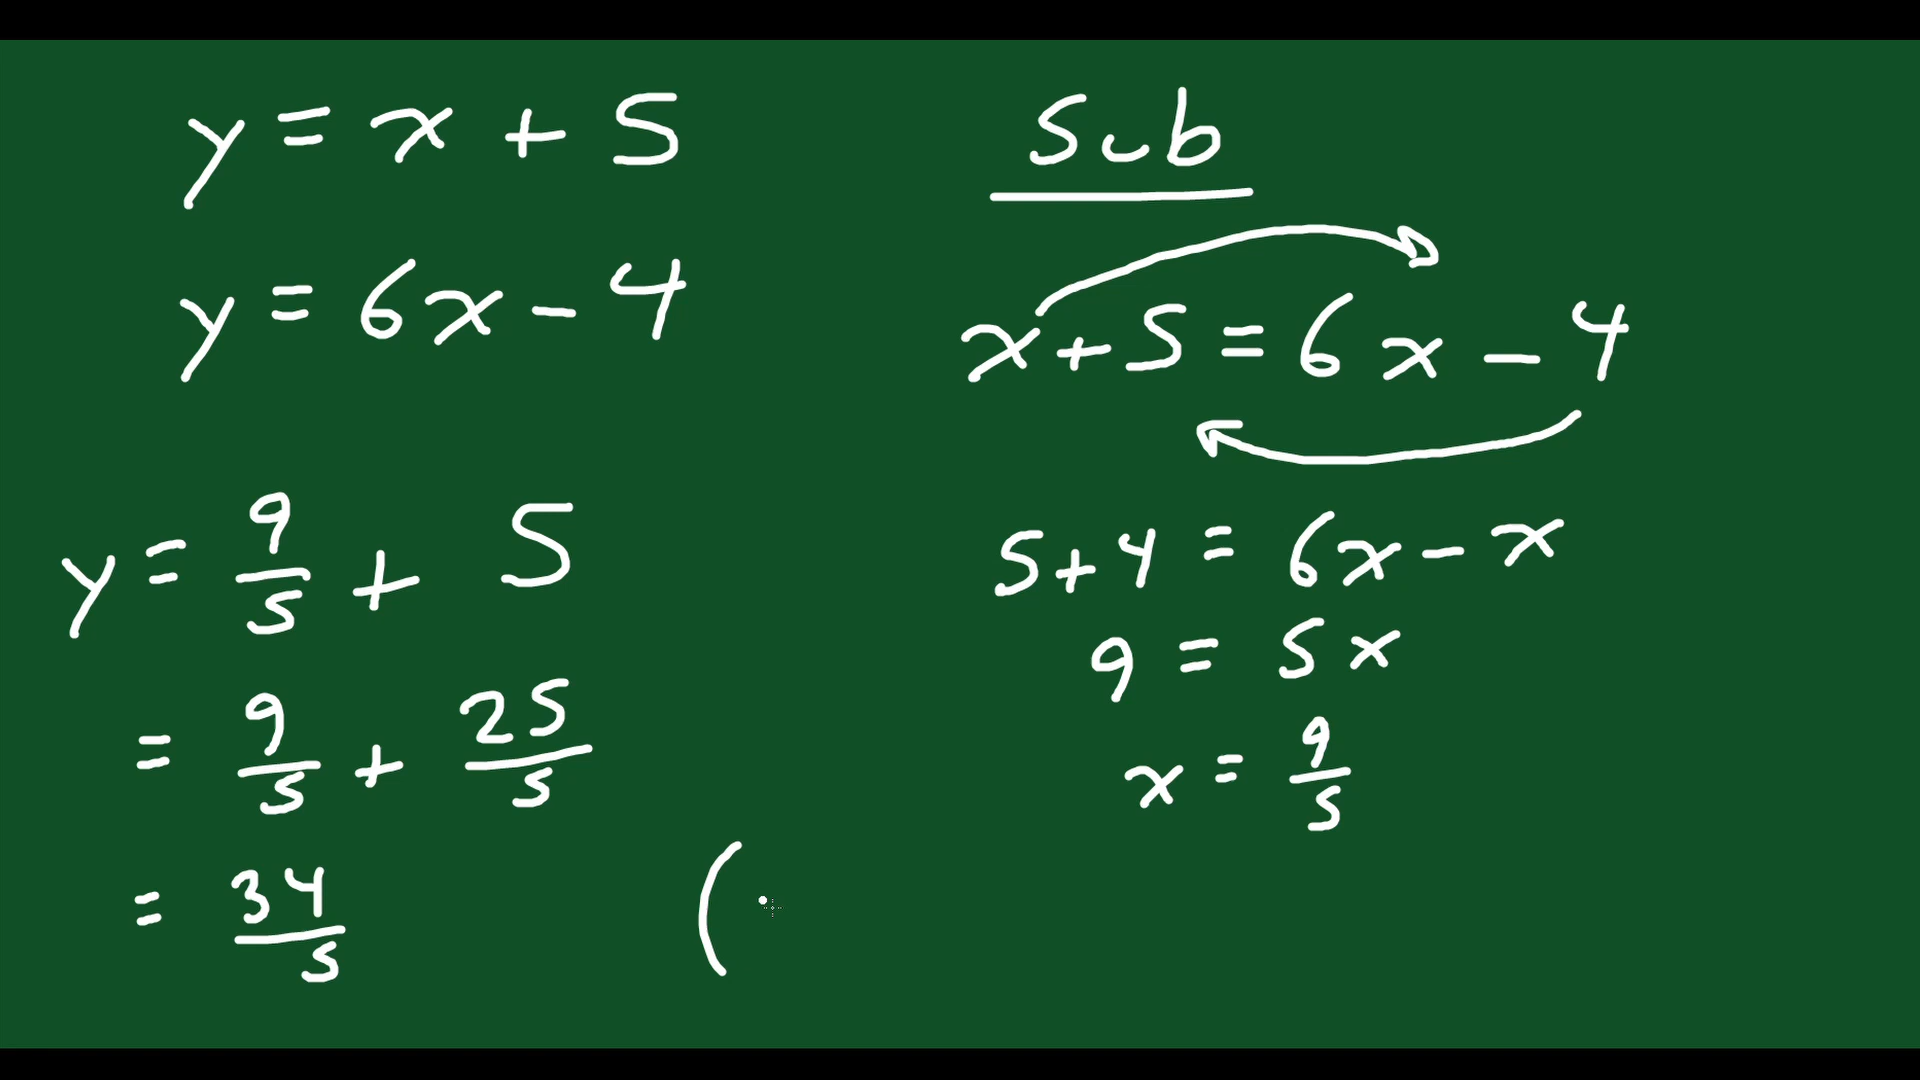 y = x + 5
y = 6x - 4
y = 9/5 + 5
= 9/5 + 25/5
= 34/5
(
Sub
x + 5 = 6x - 4
5 + 4 = 6x - x
9 = 5x
x = 9/5